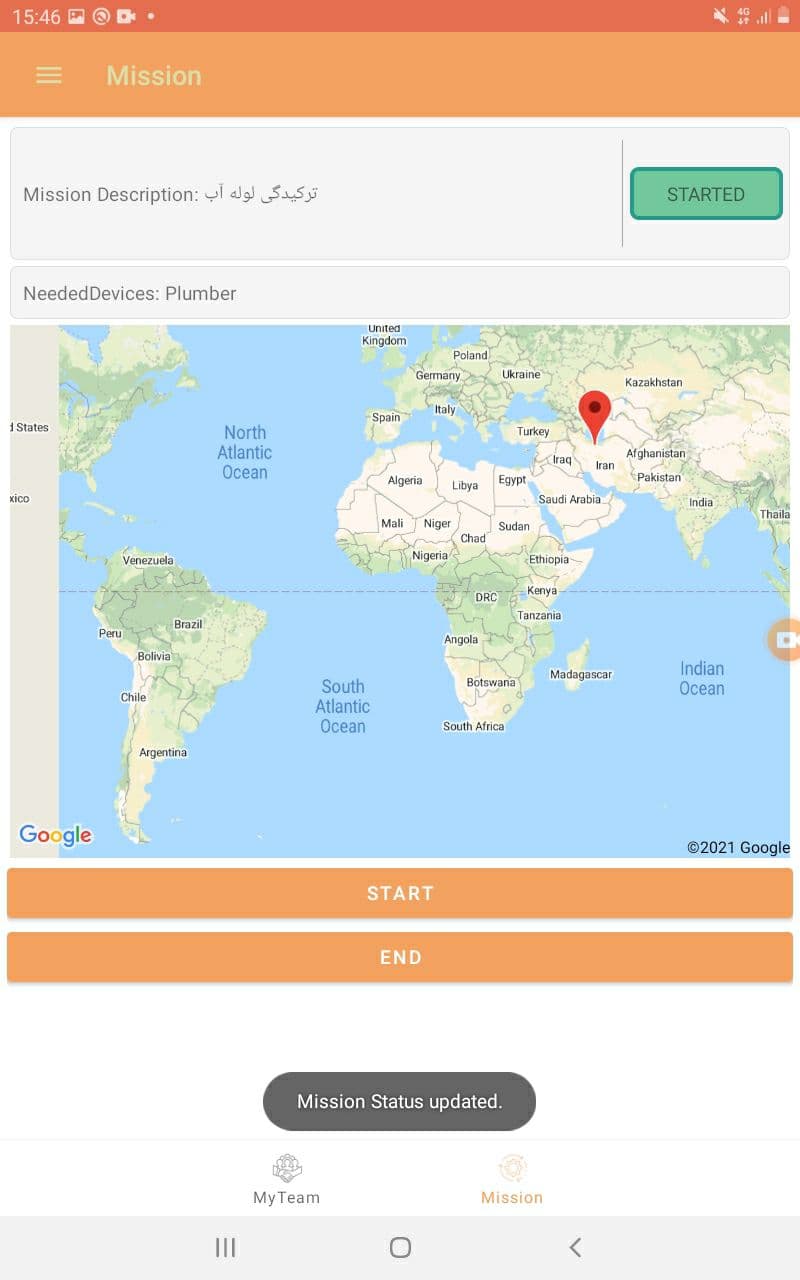 15:46
4G
Mission
Mission Description: ترکیدگی لوله آب
STARTED
NeededDevices: Plumber
United
Kingdom
Poland
Germany
Ukraine
Kazakhstan
Spain
Italy
d States
Turkey
North
Atlantic
Ocean
Iraq
Iran
Afghanistan
Pakistan
Algeria
Libya
Egypt
Saudi Arabia
India
xico
Thaila
Mali
Niger
Chad
Sudan
Nigeria
Ethiopia
Venezuela
DRC
Kenya
Tanzania
Peru
Brazil
Bolivia
Angola
Madagascar
Indian
Ocean
Botswana
South
Atlantic
Ocean
Chile
South Africa
Argentina
Google
©2021 Google
START
END
Mission Status updated.
MyTeam
Mission